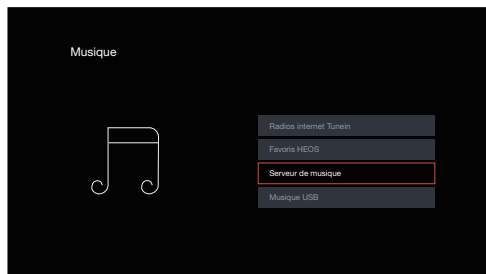 Musique
Radios internet Tunein
Favoris HEOS
Serveur de musique
Musique USB